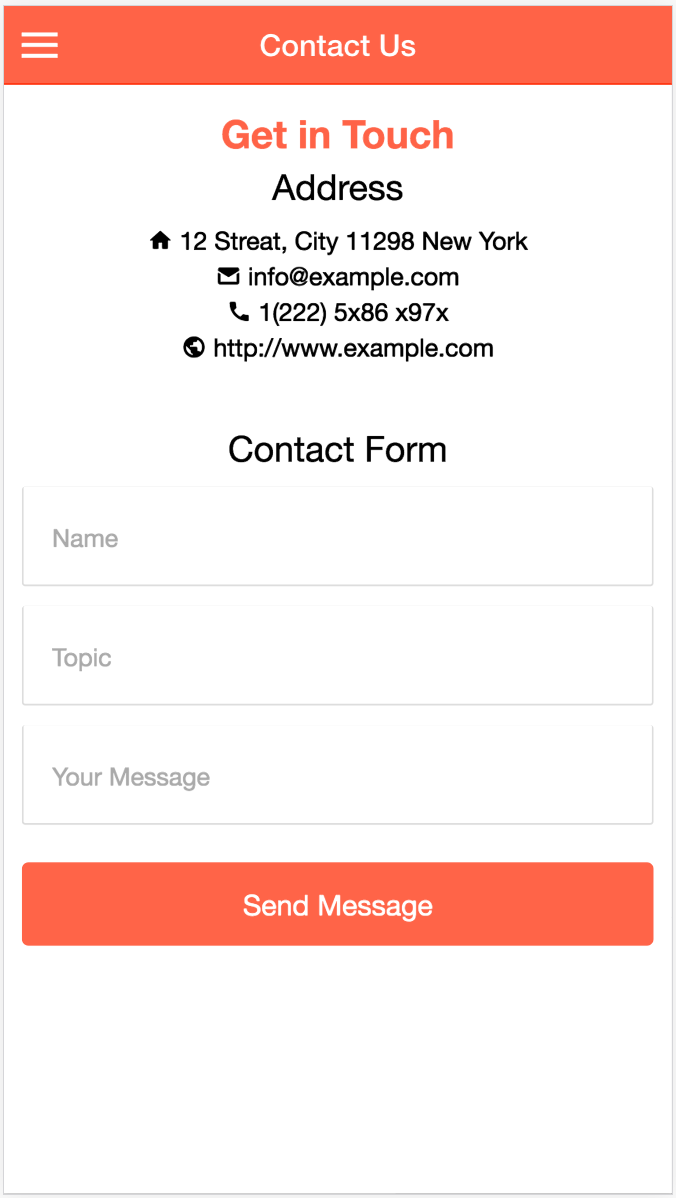 Contact Us
Get in Touch
Address
12 Streat, City 11298 New York
info@example.com
1(222) 5x86 x97x
http://www.example.com
Contact Form
Name
Topic
Your Message
Send Message